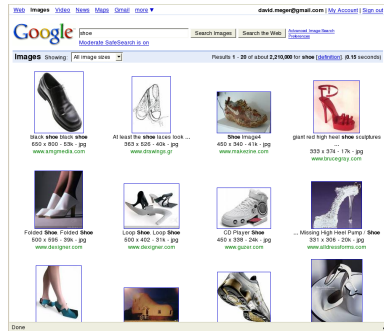 Web Images Video News Maps Gmail more ▼
david.meger@gmail.com | My Account | Sign out
Google
shoe
Search Images
Search the Web
Advanced Image Search
Preferences
Moderate SafeSearch is on
Images Showing: All image sizes
Results 1 - 20 of about 2,210,000 for shoe [definition]. (0.15 seconds)
Black shoe black shoe
650 x 800 - 53k - jpg
www.amgmedia.com
At least the shoe laces look ...
363 x 526 - 40k - jpg
www.drawings.gr
Shoe Image4
450 x 340 - 41k - jpg
www.makezine.com
giant red high heel shoe sculptures
...
333 x 374 - 17k - jpg
www.brucegray.com
Folded Shoe. Folded Shoe
500 x 695 - 39k - jpg
www.dexigner.com
Loop Shoe. Loop Shoe
600 x 402 - 31k - jpg
www.dexigner.com
CD Player Shoe
450 x 338 - 24k - jpg
www.guzer.com
... Missing High Heel Pump / Shoe
331 x 306 - 20k - jpg
www.alldressforms.com
Done